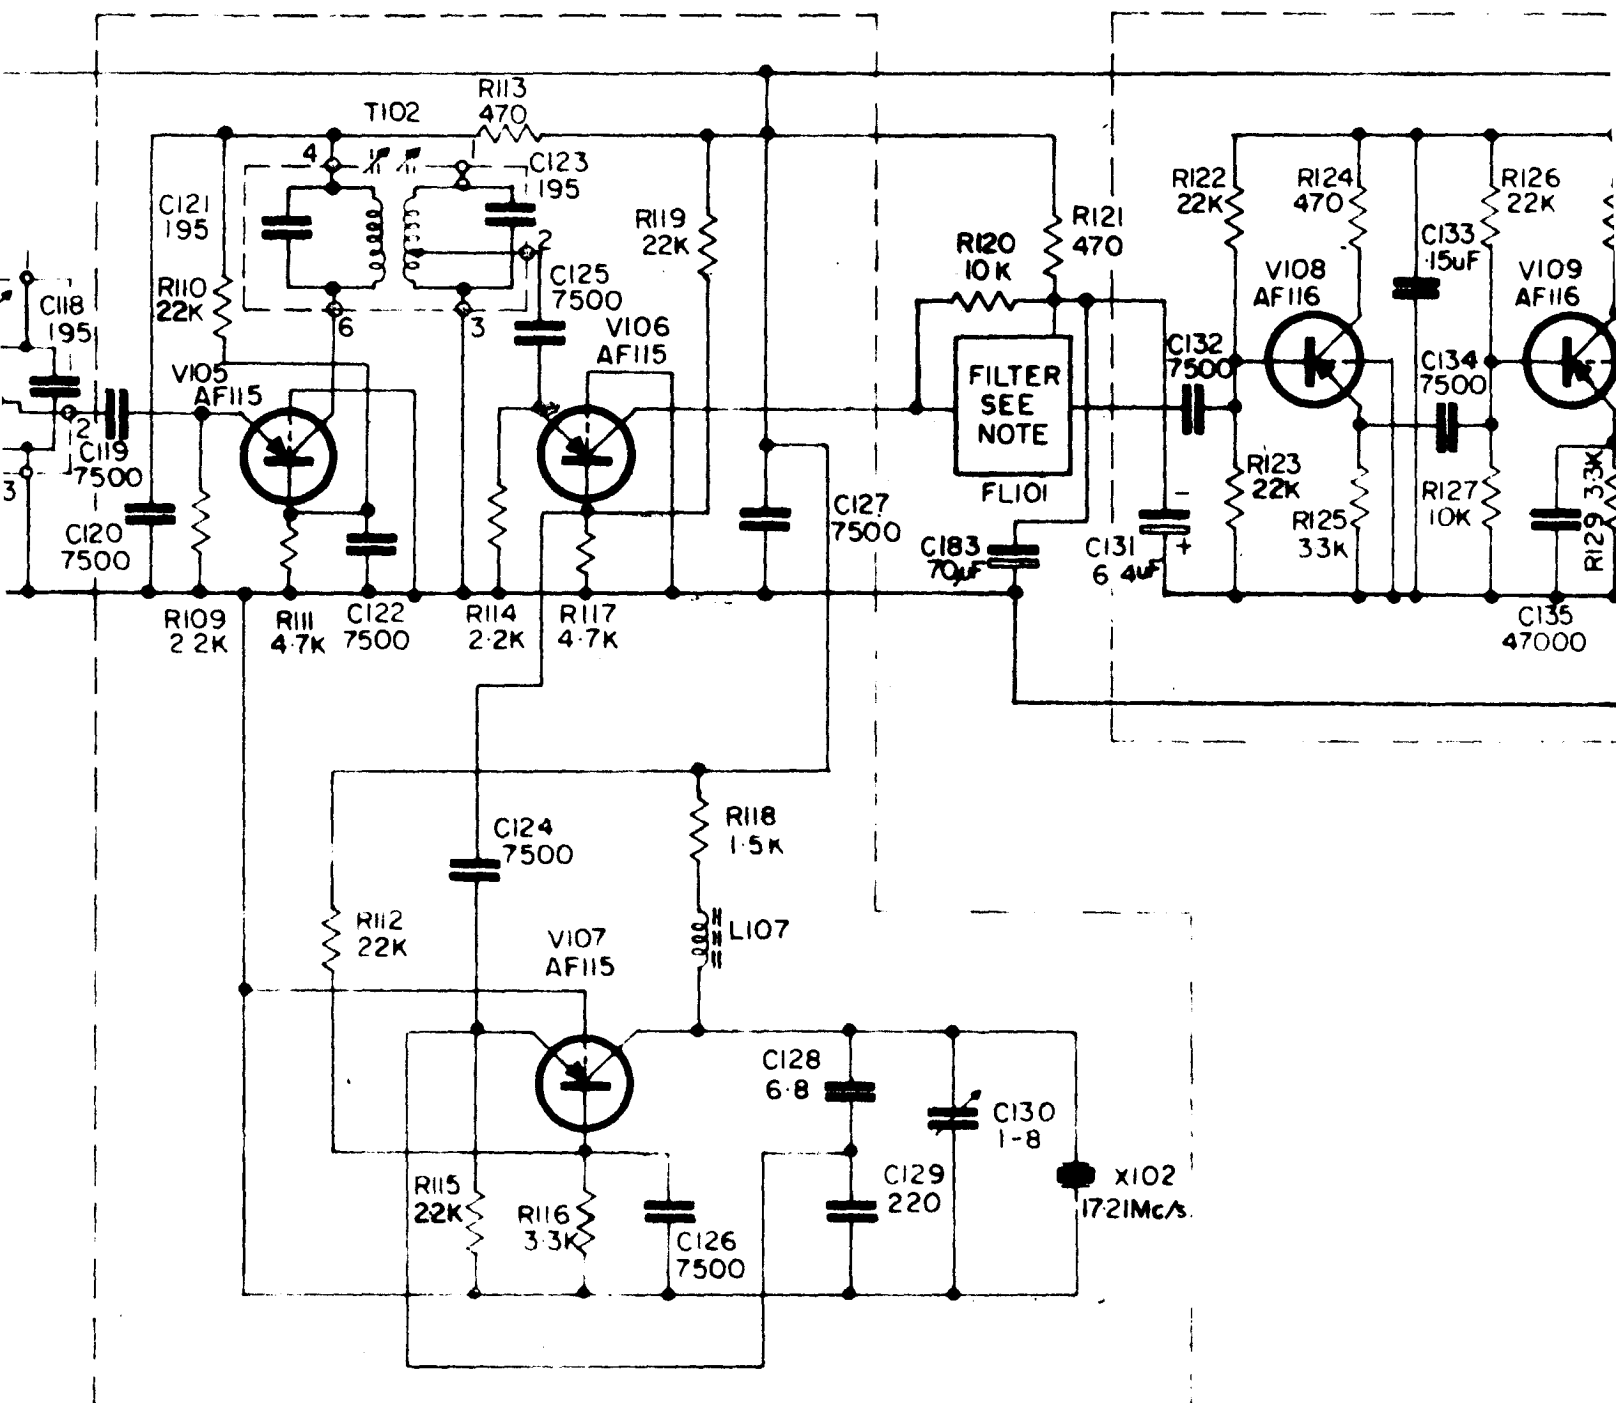 R113
470
T102
4
C123
195
C121
195
2
R119
22K
R110
22K
C125
7500
6
3
V106
AF115
C118
195
V105
AF115
2
C119
7500
3
C120
7500
R109
2 2K
R111
4·7K
C122
7500
R114
2·2K
R117
4·7K
C127
7500
R120
10K
R121
470
FILTER
SEE
NOTE
FL101
C183
70µF
C131
6 4uF
-
+
C132
7500
R122
22K
R124
470
C133
·15uF
R126
22K
V108
AF116
V109
AF116
C134
7500
R123
22K
R125
33K
R127
10K
R129 3·3K
C135
47000
C124
7500
R118
1·5K
R112
22K
L107
V107
AF115
C128
6·8
C130
1-8
C129
220
X102
17·21Mc/s.
R115
22K
R116
3·3K
C126
7500